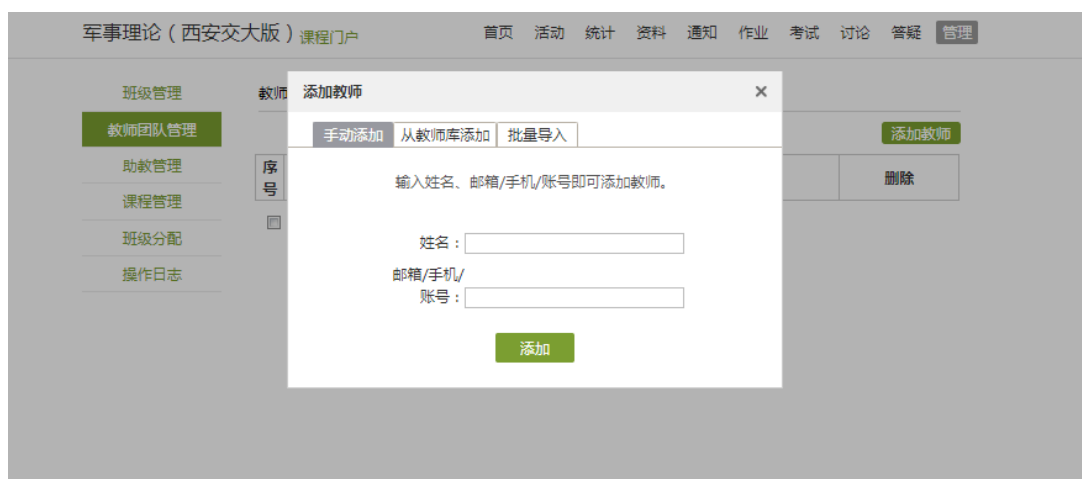 军事理论（西安交大版）课程门户 首页 活动 统计 资料 通知 作业 考试 讨论 答疑 管理
班级管理
教师团队管理
助教管理
课程管理
班级分配
操作日志
教师
添加教师 ×
手动添加 从教师库添加 批量导入
添加教师
序号
删除
输入姓名、邮箱/手机/账号即可添加教师。
姓名：
邮箱/手机/
账号：
添加